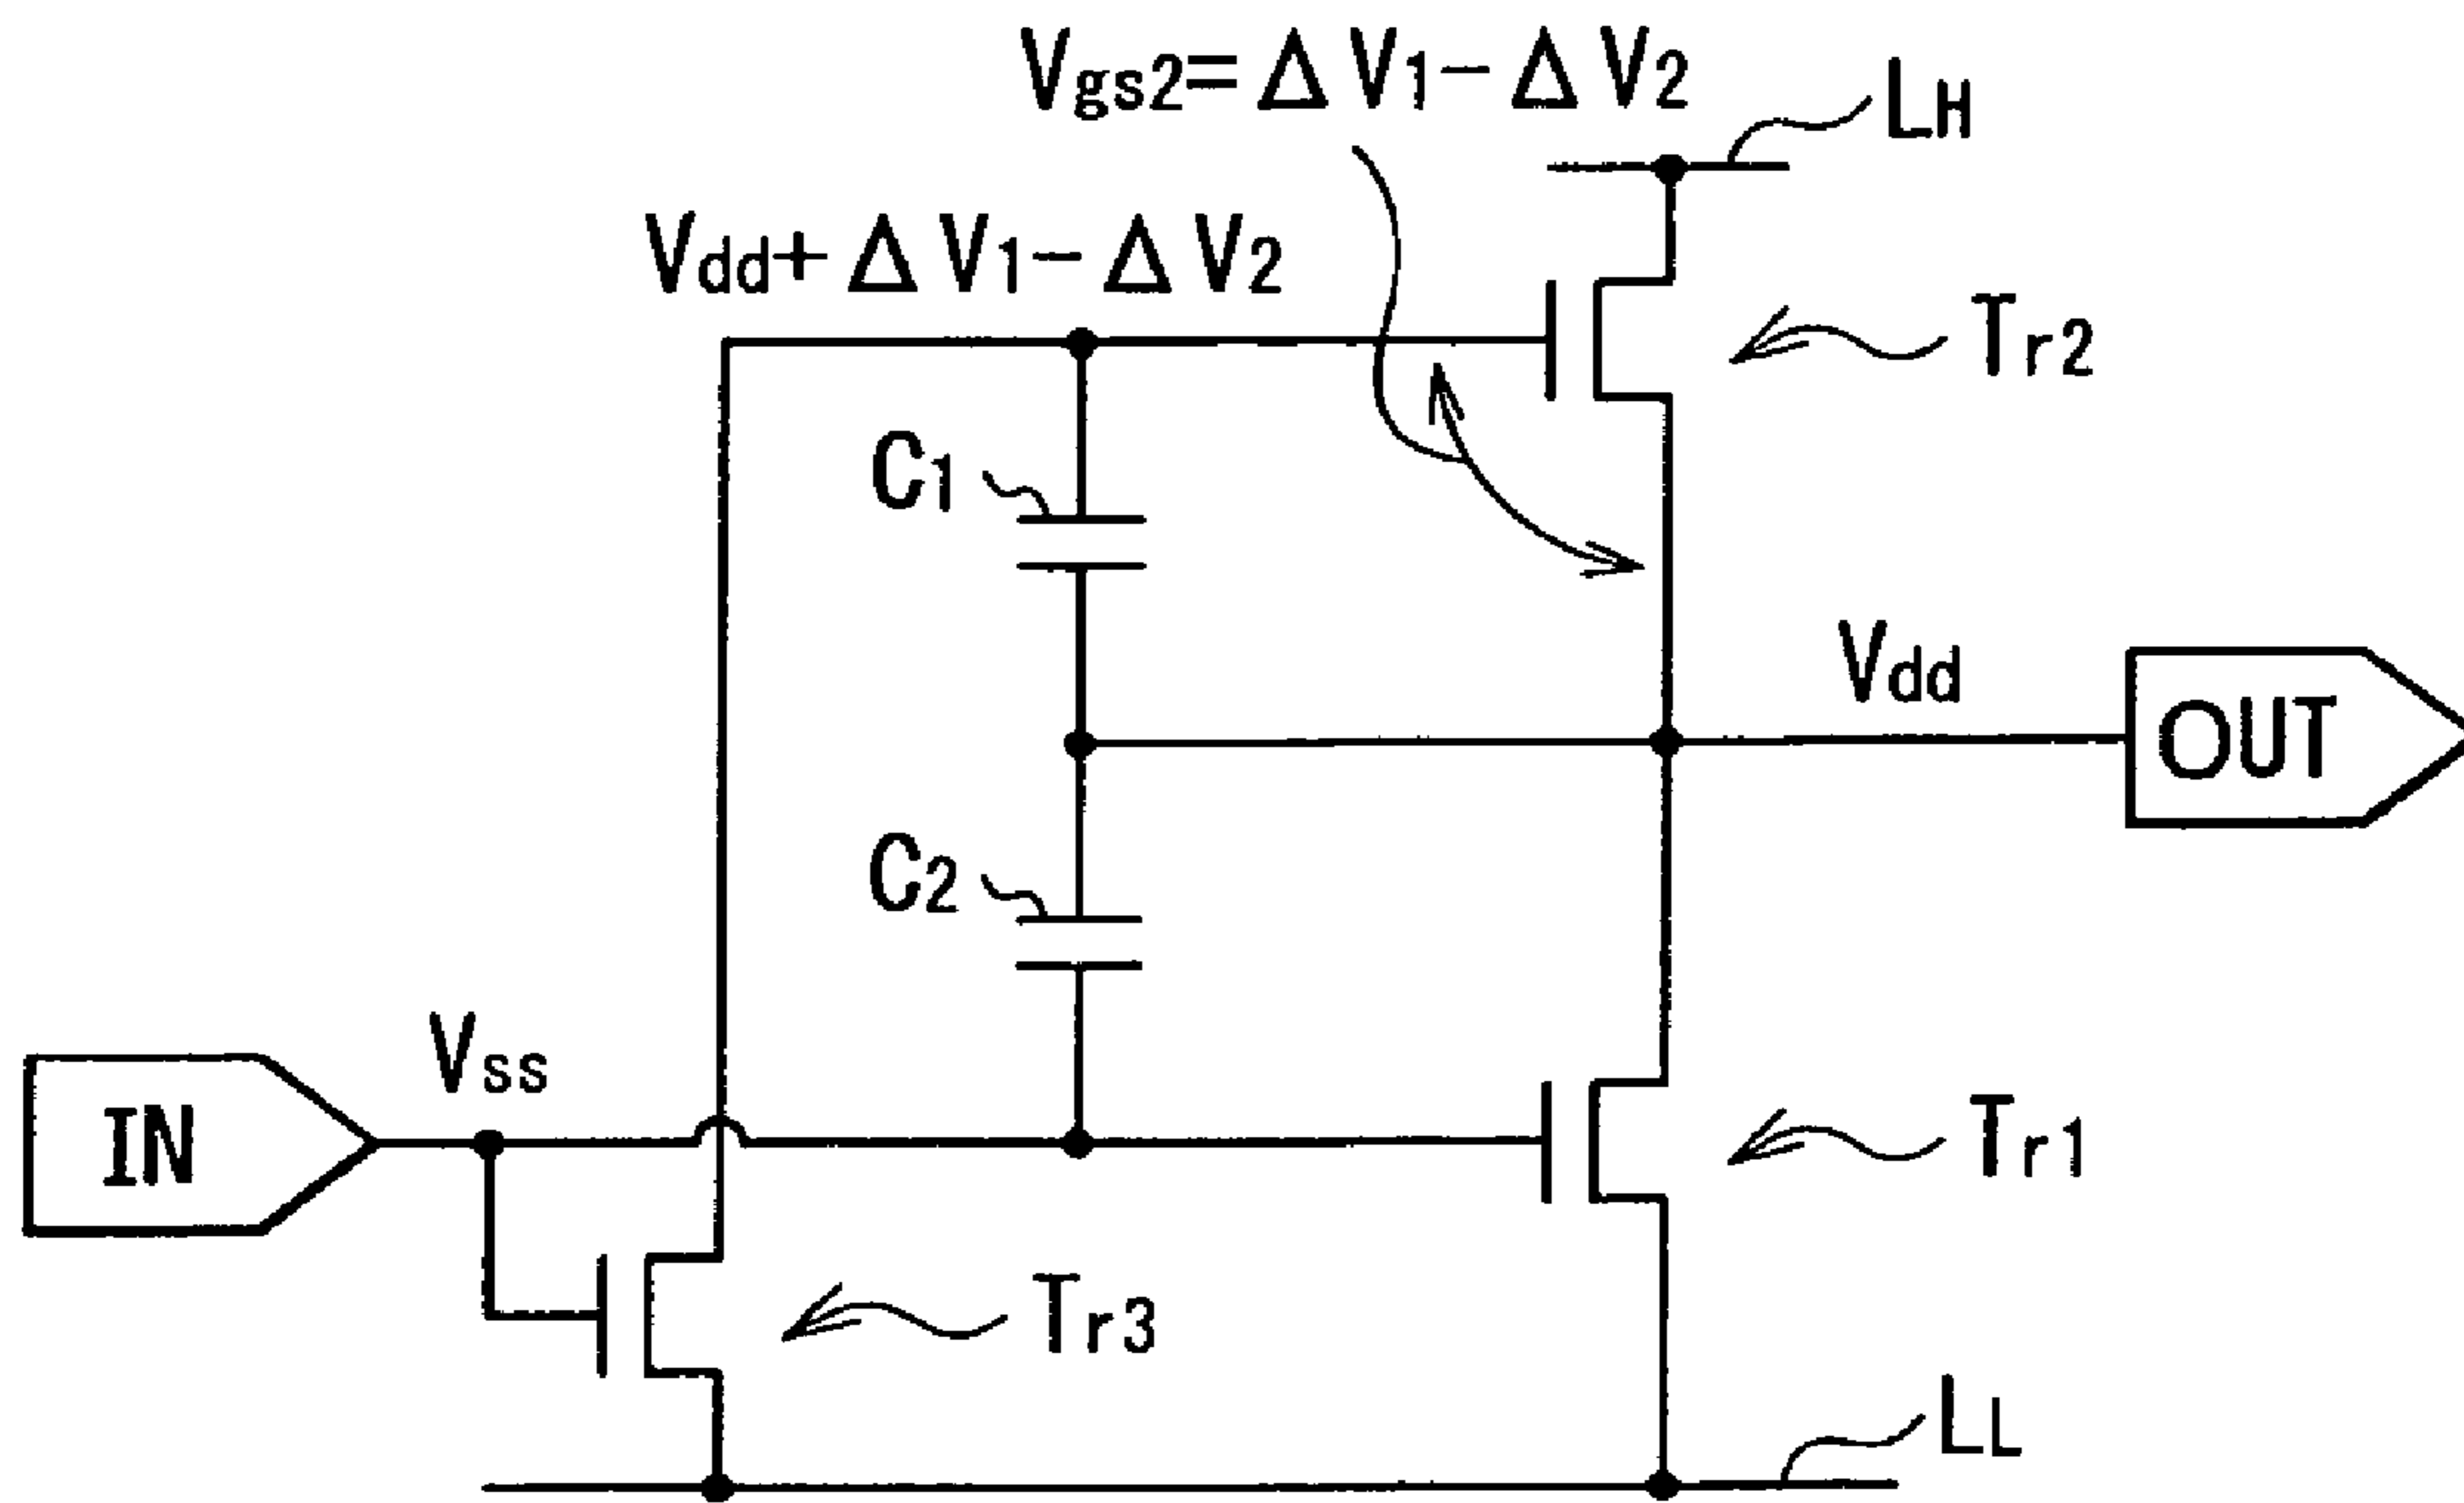 Vgs2=ΔV1-ΔV2
LH
Vdd+ΔV1-ΔV2
Tr2
C1
Vdd
OUT
C2
Vss
IN
Tr1
Tr3
LL